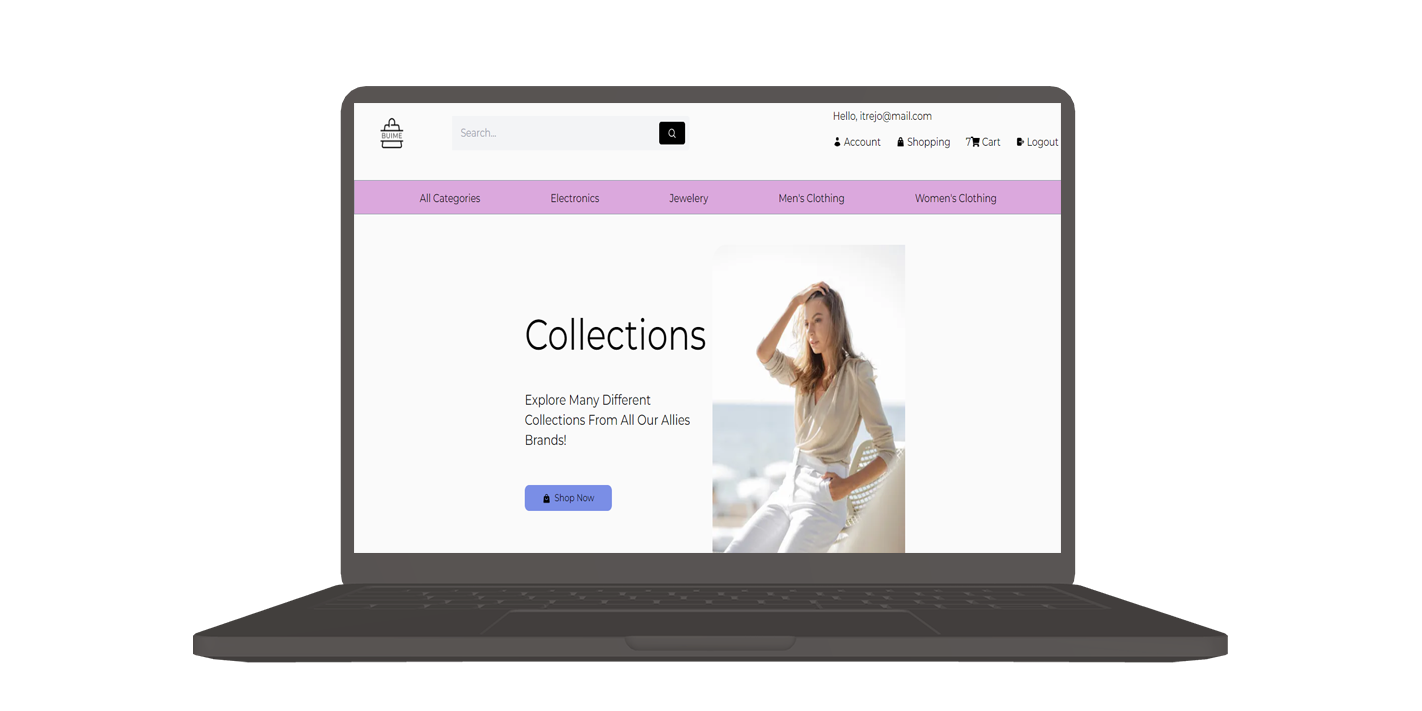 BUIME
Search...
Hello, itrejo@mail.com
Account Shopping 7 Cart Logout
All Categories Electronics Jewelery Men's Clothing Women's Clothing
Collections
Explore Many Different
Collections From All Our Allies
Brands!
Shop Now